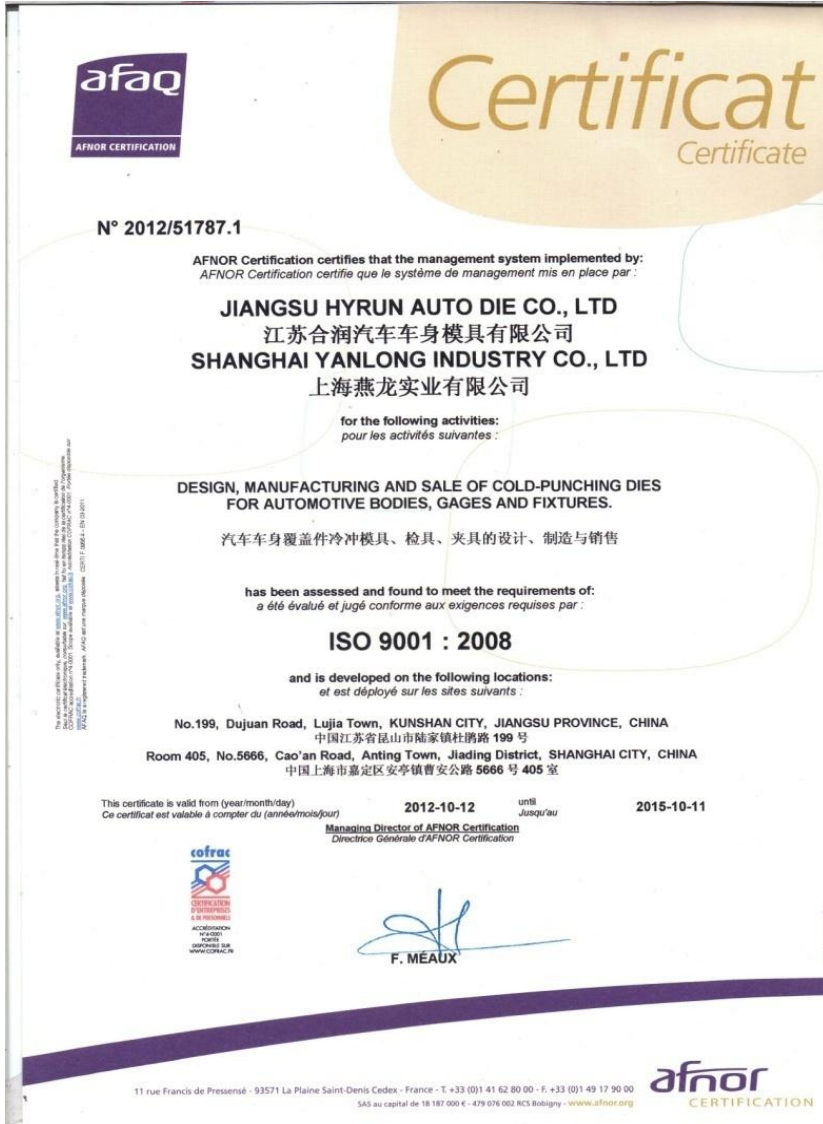 afaq
AFNOR CERTIFICATION
Certificat
Certificate
N° 2012/51787.1
AFNOR Certification certifies that the management system implemented by:
AFNOR Certification certifie que le système de management mis en place par :
JIANGSU HYRUN AUTO DIE CO., LTD
江苏合润汽车车身模具有限公司
SHANGHAI YANLONG INDUSTRY CO., LTD
上海燕龙实业有限公司
for the following activities:
pour les activités suivantes :
DESIGN, MANUFACTURING AND SALE OF COLD-PUNCHING DIES
FOR AUTOMOTIVE BODIES, GAGES AND FIXTURES.
汽车车身覆盖件冷冲模具、检具、夹具的设计、制造与销售
has been assessed and found to meet the requirements of:
a été évalué et jugé conforme aux exigences requises par :
ISO 9001 : 2008
and is developed on the following locations:
et est déployé sur les sites suivants :
No.199, Dujuan Road, Lujia Town, KUNSHAN CITY, JIANGSU PROVINCE, CHINA
中国江苏省昆山市陆家镇杜鹃路 199 号
Room 405, No.5666, Cao'an Road, Anting Town, Jiading District, SHANGHAI CITY, CHINA
中国上海市嘉定区安亭镇曹安公路 5666 号 405 室
This certificate is valid from (year/month/day) 2012-10-12 until 2015-10-11
Ce certificat est valable à compter du (année/mois/jour) Jusqu'au
Managing Director of AFNOR Certification
Directrice Générale d'AFNOR Certification
cofrac
CERTIFICATION
D'ENTREPRISES
& DE PERSONNELS
ACCRÉDITATION
N°4-0001
PORTÉE
DISPONIBLE SUR
WWW.COFRAC.FR
F. MÉAUX
11 rue Francis de Pressensé - 93571 La Plaine Saint-Denis Cedex - France - T. +33 (0)1 41 62 80 00 - F. +33 (0)1 49 17 90 00
SAS au capital de 18 187 000 € - 479 076 002 RCS Bobigny - www.afnor.org
afnor
CERTIFICATION